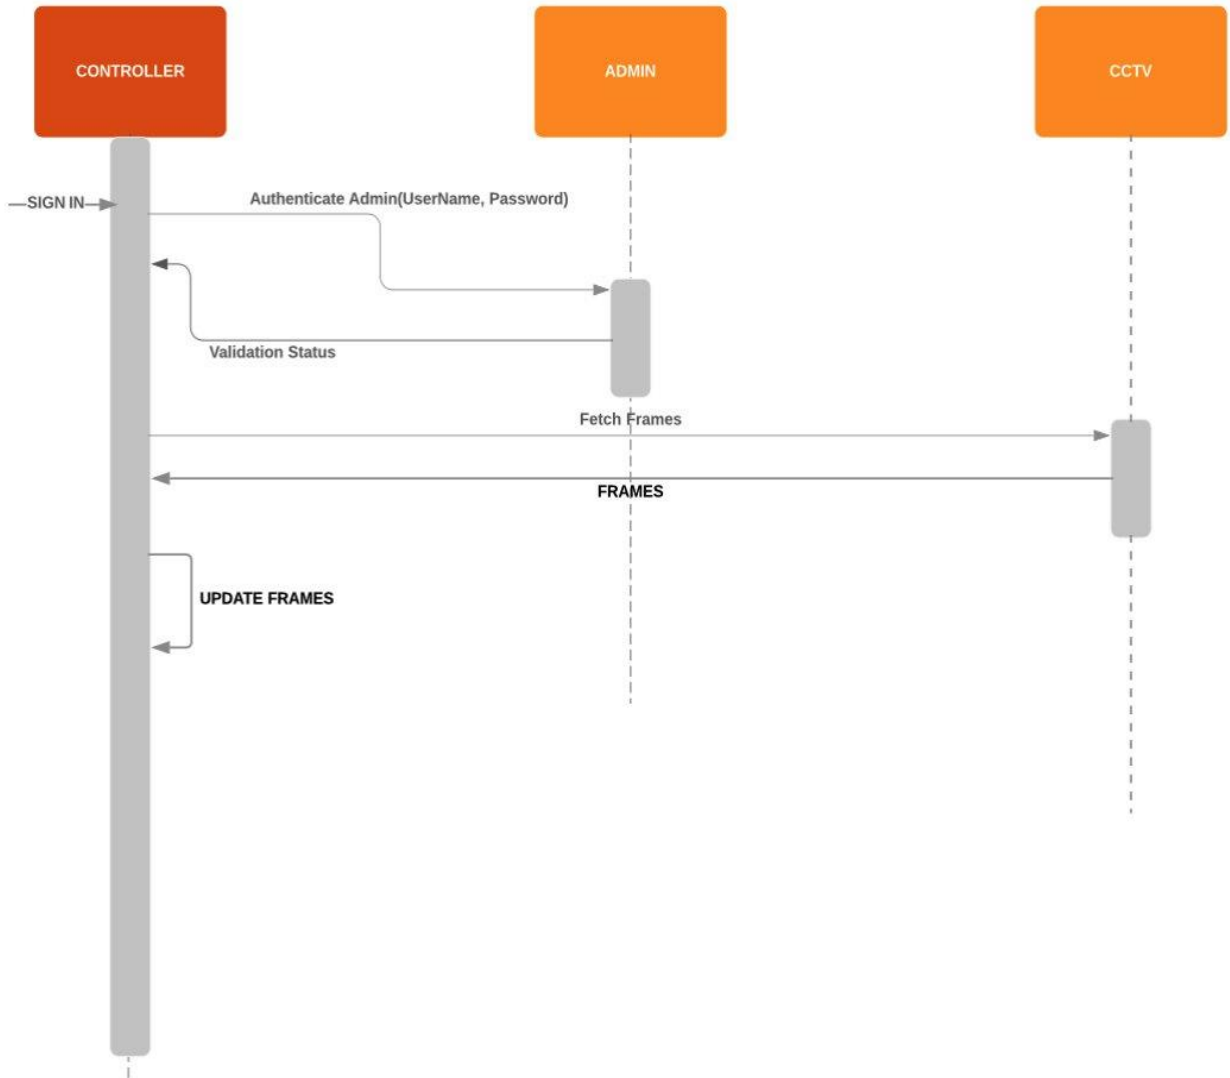 CONTROLLER
ADMIN
CCTV
SIGN IN
Authenticate Admin(UserName, Password)
Validation Status
Fetch Frames
FRAMES
UPDATE FRAMES